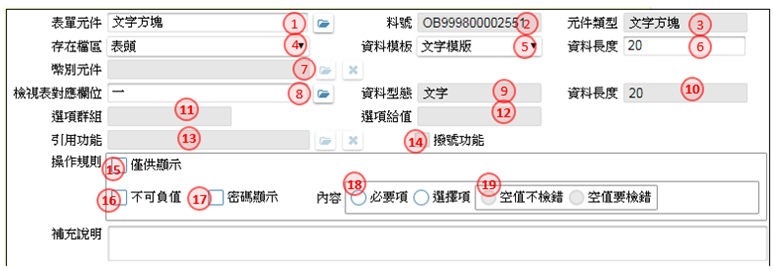 表單元件 文字方塊 1 料號 OB999800002551 2 元件類型 文字方塊 3
存在檔區 表頭 4 資料模板 文字模版 5 資料長度 20 6
幣別元件 7
檢視表對應欄位 一 8 資料型態 文字 9 資料長度 20 10
選項群組 11 選項給值 12
引用功能 13 14 撥號功能
操作規則 15 僅供顯示
16 不可負值 17 密碼顯示 內容 18 必要項 選擇項 19 空值不檢錯 空值要檢錯
補充說明